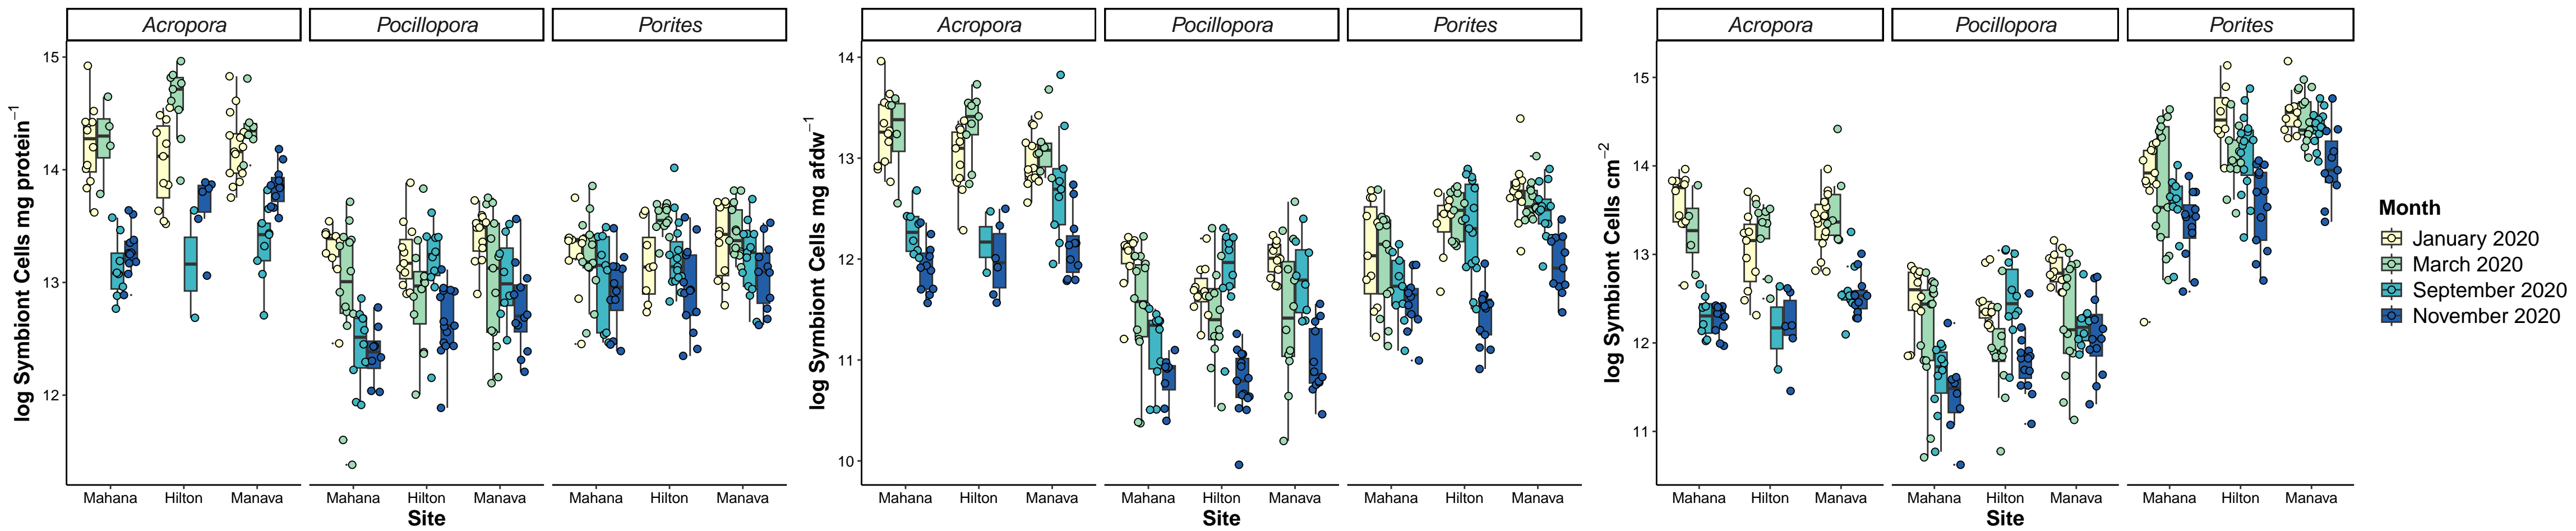 Acropora Pocillopora Porites
log Symbiont Cells mg protein⁻¹
15
14
13
12
Mahana Hilton Manava Mahana Hilton Manava Mahana Hilton Manava
Site
Acropora Pocillopora Porites
log Symbiont Cells mg afdw⁻¹
14
13
12
11
10
Mahana Hilton Manava Mahana Hilton Manava Mahana Hilton Manava
Site
Acropora Pocillopora Porites
log Symbiont Cells cm⁻²
15
14
13
12
11
Mahana Hilton Manava Mahana Hilton Manava Mahana Hilton Manava
Site
Month
January 2020
March 2020
September 2020
November 2020